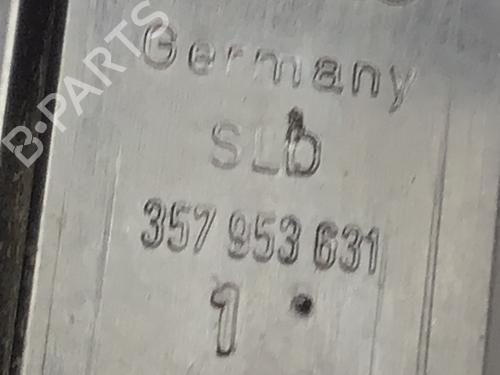 B-PARTS
Germany
SLb
357 953 631
1